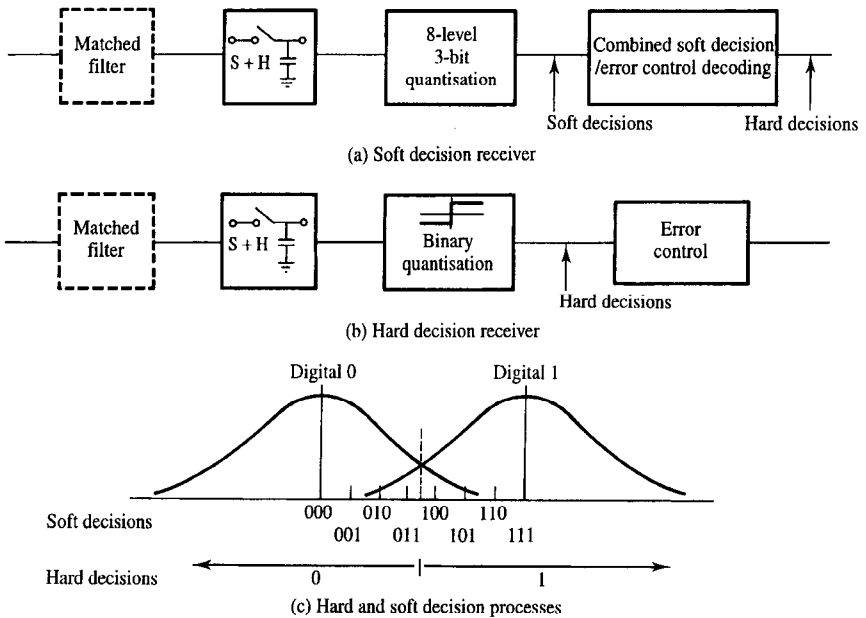 Matched
filter
S + H
8-level
3-bit
quantisation
Combined soft decision
/error control decoding
Soft decisions
Hard decisions
(a) Soft decision receiver
Matched
filter
S + H
Binary
quantisation
Error
control
Hard decisions
(b) Hard decision receiver
Digital 0
Digital 1
000 010 100 110
Soft decisions
001 011 101 111
Hard decisions
0
1
(c) Hard and soft decision processes